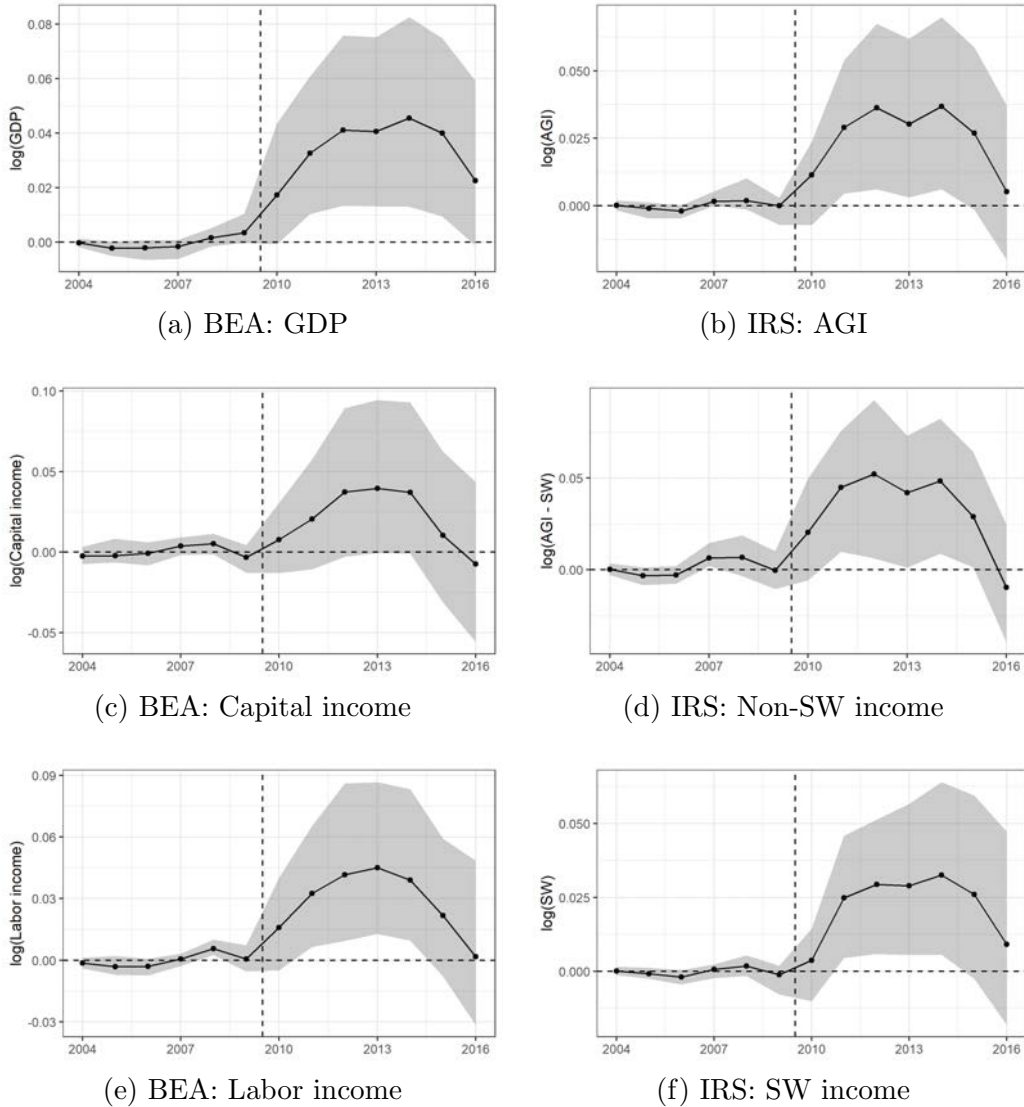 0.08
0.06
0.04
0.02
0.00
log(GDP)
2004 2007 2010 2013 2016
(a) BEA: GDP
0.050
0.025
0.000
log(AGI)
2004 2007 2010 2013 2016
(b) IRS: AGI
0.10
0.05
0.00
-0.05
log(Capital income)
2004 2007 2010 2013 2016
(c) BEA: Capital income
0.05
0.00
log(AGI - SW)
2004 2007 2010 2013 2016
(d) IRS: Non-SW income
0.09
0.06
0.03
0.00
-0.03
log(Labor income)
2004 2007 2010 2013 2016
(e) BEA: Labor income
0.050
0.025
0.000
log(SW)
2004 2007 2010 2013 2016
(f) IRS: SW income